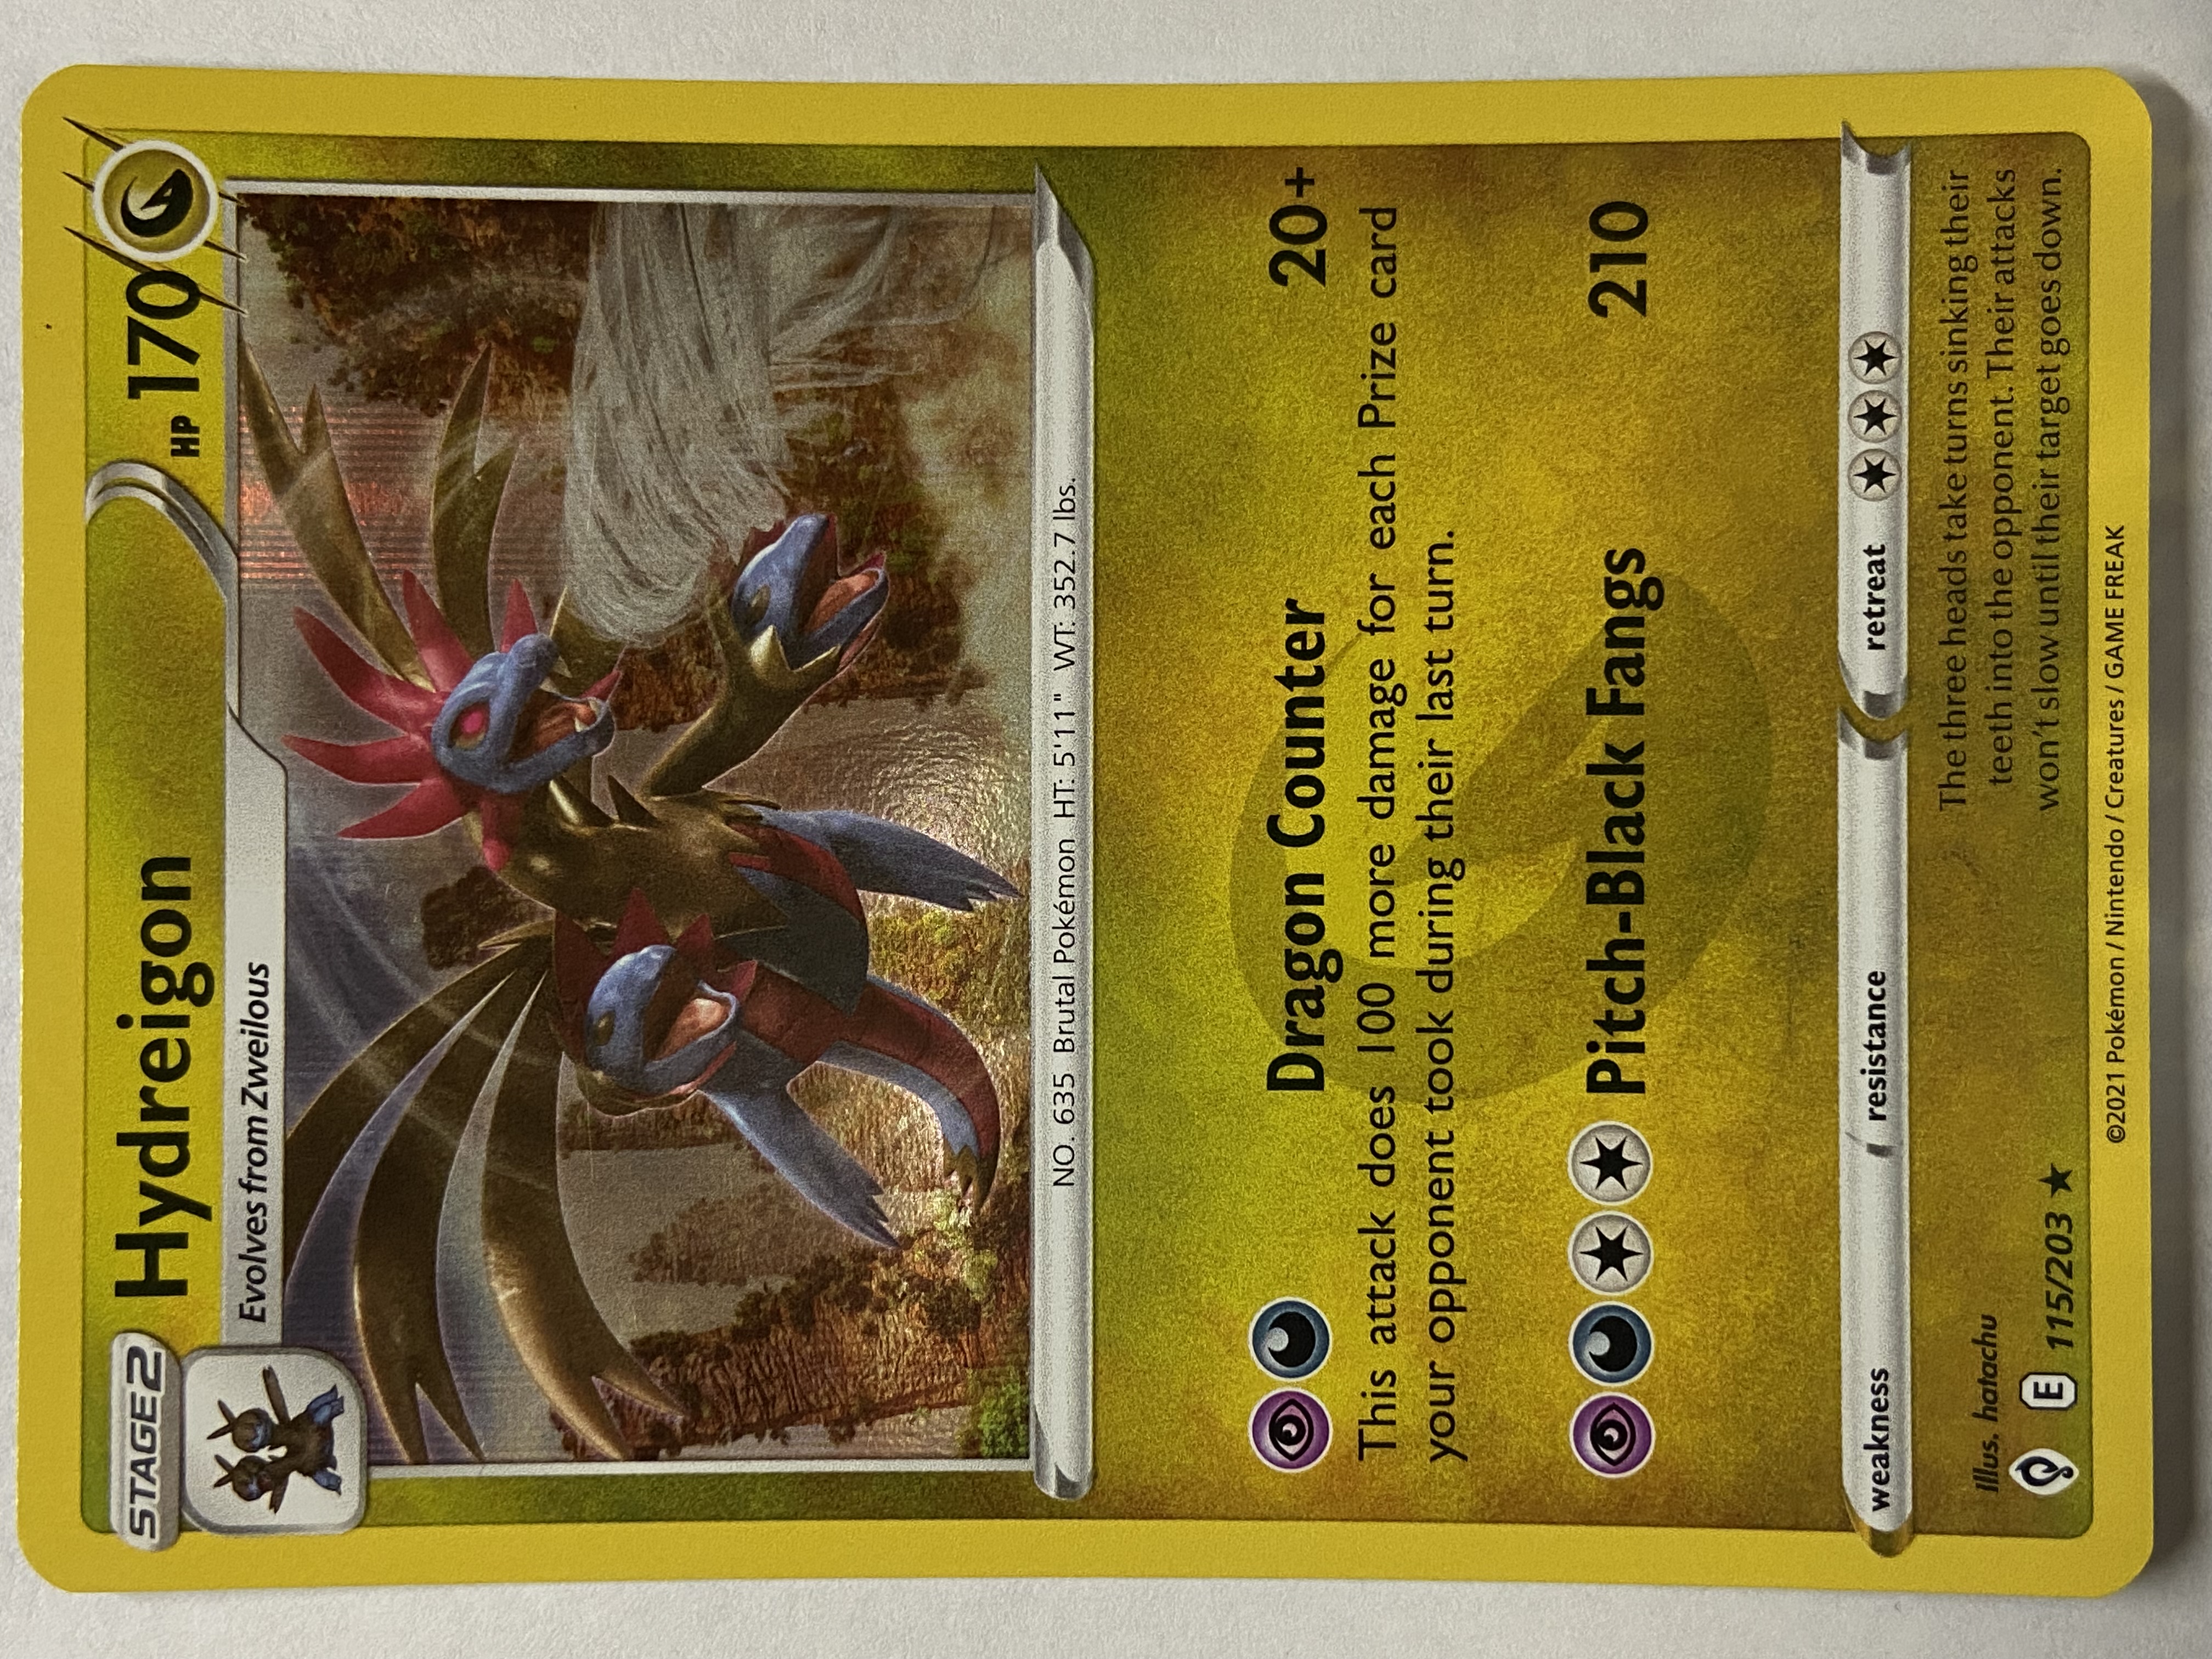 STAGE 2 Hydreigon HP 170
Evolves from Zweilous
NO. 635 Brutal Pokémon HT: 5'11" WT: 352.7 lbs.
Dragon Counter 20+
This attack does 100 more damage for each Prize card
your opponent took during their last turn.
Pitch-Black Fangs 210
weakness resistance retreat
Illus. hatachu
The three heads take turns sinking their
teeth into the opponent. Their attacks
won't slow until their target goes down.
E 115/203 ★
©2021 Pokémon / Nintendo / Creatures / GAME FREAK